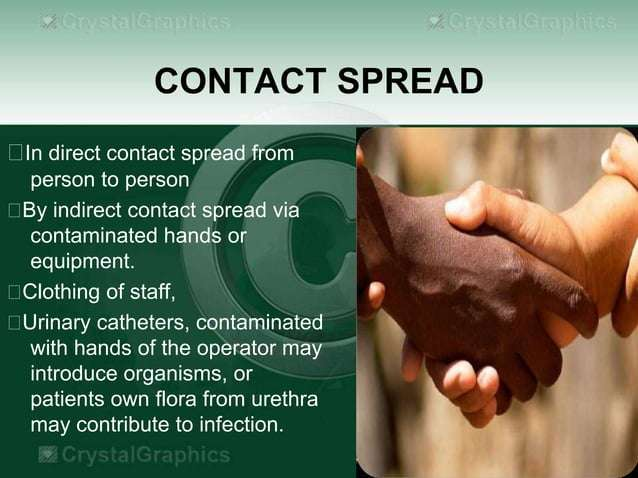 CrystalGraphics CrystalGraphics
CONTACT SPREAD
In direct contact spread from
person to person
By indirect contact spread via
contaminated hands or
equipment.
Clothing of staff,
Urinary catheters, contaminated
with hands of the operator may
introduce organisms, or
patients own flora from urethra
may contribute to infection.
CrystalGraphics